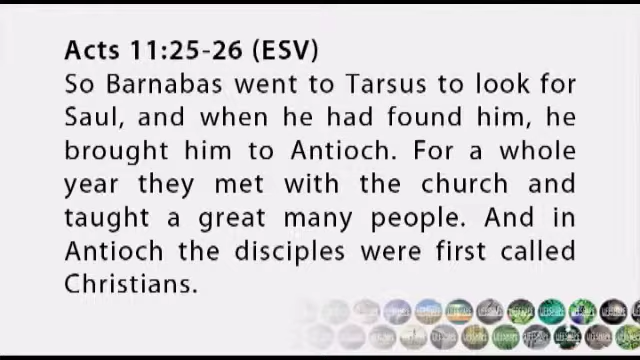 Acts 11:25-26 (ESV)
So Barnabas went to Tarsus to look for
Saul, and when he had found him, he
brought him to Antioch. For a whole
year they met with the church and
taught a great many people. And in
Antioch the disciples were first called
Christians.